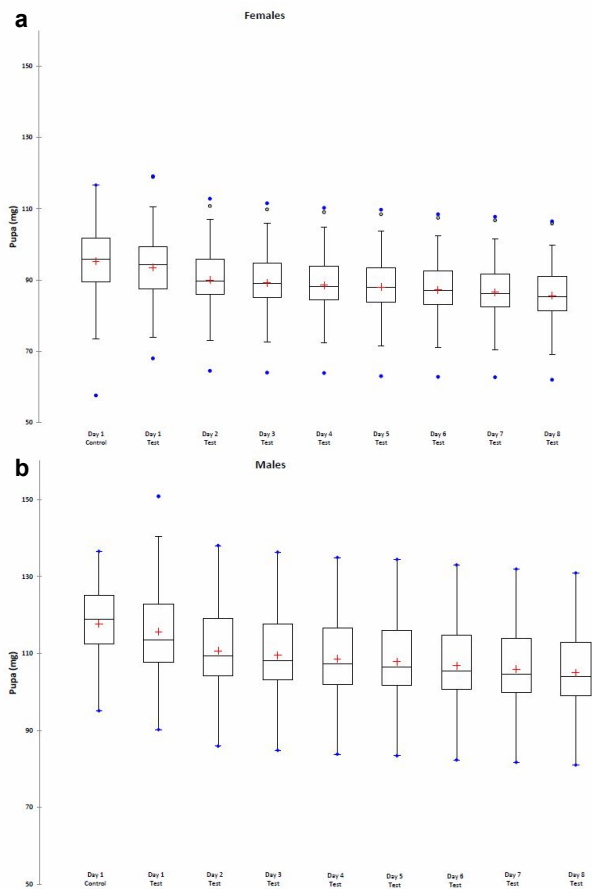 a
Females
150
130
110
90
70
50
Pupa (mg)
Day 1 Day 1 Day 2 Day 3 Day 4 Day 5 Day 6 Day 7 Day 8
Control Test Test Test Test Test Test Test Test
b
Males
150
130
110
90
70
50
Pupa (mg)
Day 1 Day 1 Day 2 Day 3 Day 4 Day 5 Day 6 Day 7 Day 8
Control Test Test Test Test Test Test Test Test